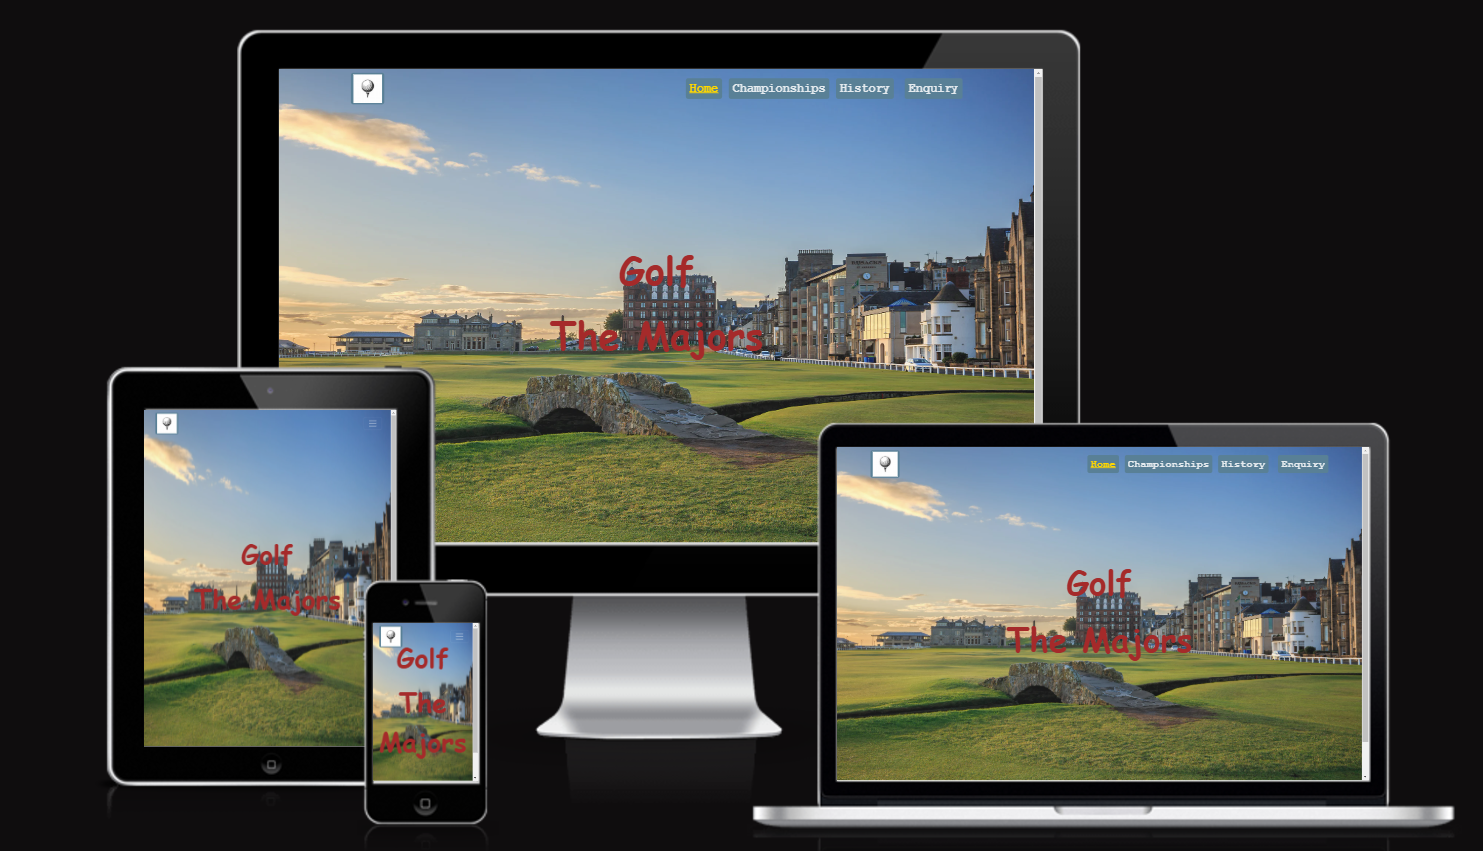 Home Championships History Enquiry
Golf
The Majors
Golf
The Majors
Golf
The
Majors
Home Championships History Enquiry
Golf
The Majors